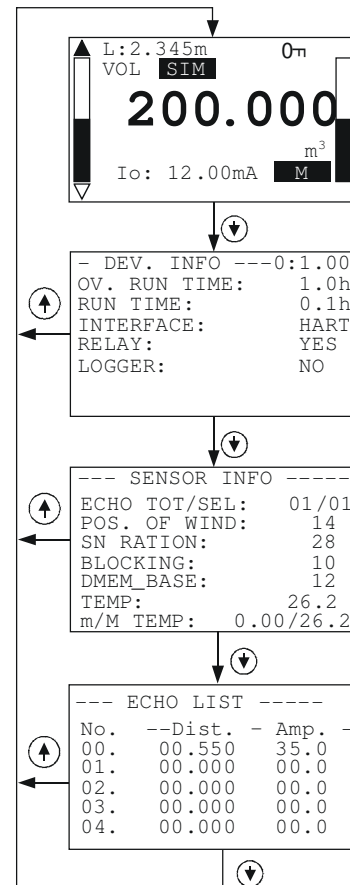 L:2.345m
VOL SIM
200.000
m³
Io: 12.00mA M
- DEV. INFO ---0:1.00
OV. RUN TIME: 1.0h
RUN TIME: 0.1h
INTERFACE: HART
RELAY: YES
LOGGER: NO
--- SENSOR INFO -----
ECHO TOT/SEL: 01/01
POS. OF WIND: 14
SN RATION: 28
BLOCKING: 10
DMEM_BASE: 12
TEMP: 26.2
m/M TEMP: 0.00/26.2
--- ECHO LIST -----
No. --Dist. - Amp. -
00. 00.550 35.0
01. 00.000 00.0
02. 00.000 00.0
03. 00.000 00.0
04. 00.000 00.0